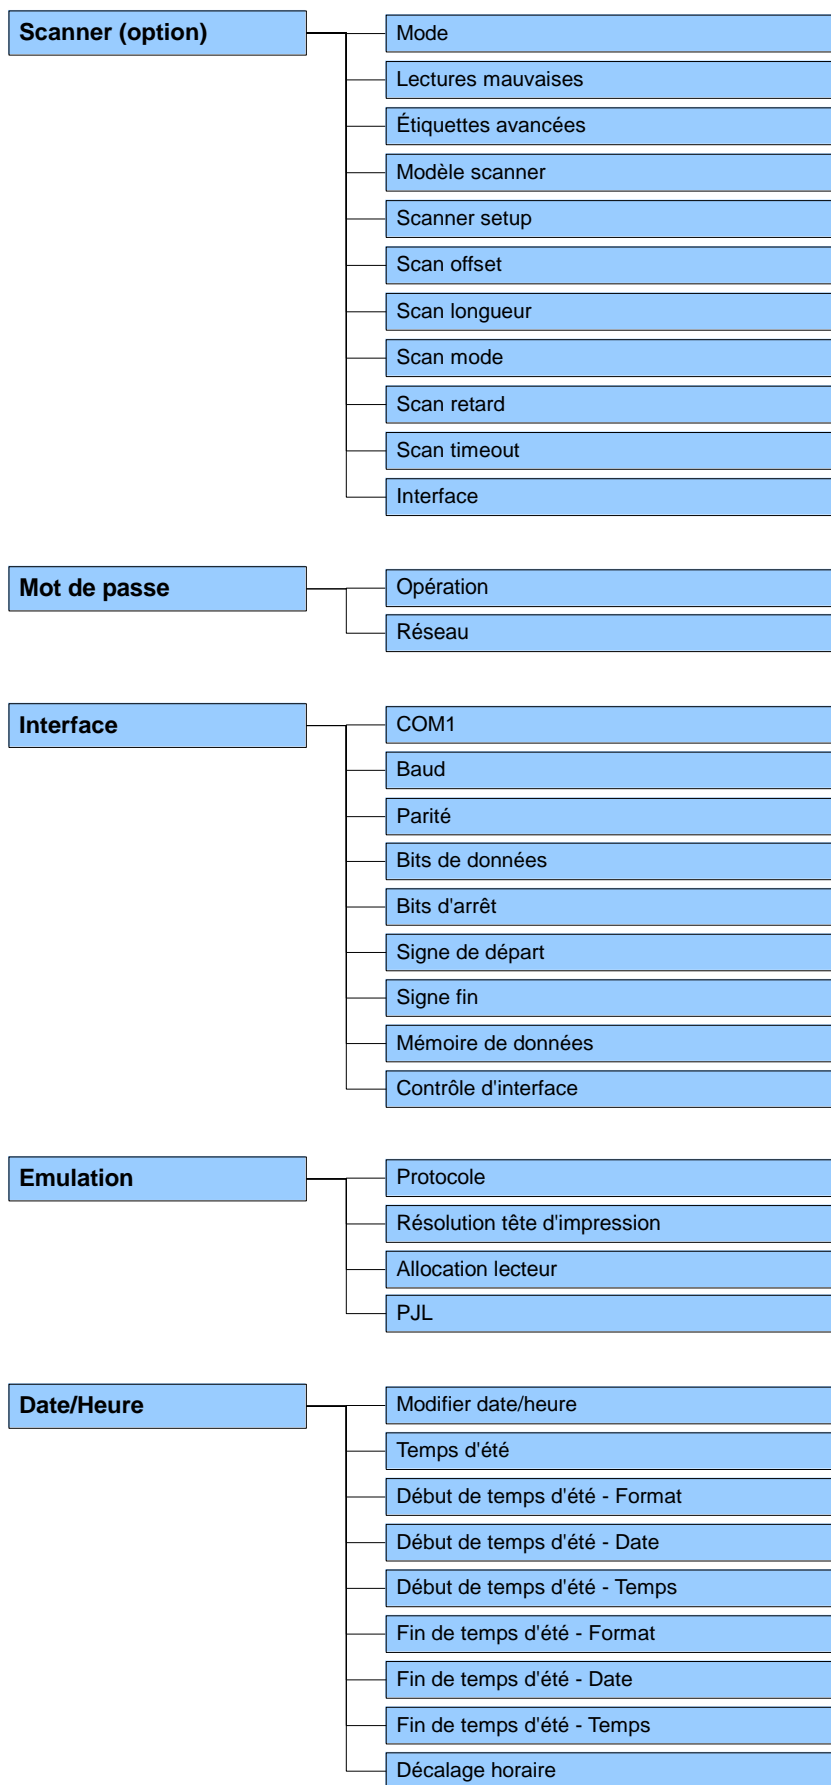 Scanner (option)
Mode
Lectures mauvaises
Étiquettes avancées
Modèle scanner
Scanner setup
Scan offset
Scan longueur
Scan mode
Scan retard
Scan timeout
Interface
Mot de passe
Opération
Réseau
Interface
COM1
Baud
Parité
Bits de données
Bits d'arrêt
Signe de départ
Signe fin
Mémoire de données
Contrôle d'interface
Emulation
Protocole
Résolution tête d'impression
Allocation lecteur
PJL
Date/Heure
Modifier date/heure
Temps d'été
Début de temps d'été - Format
Début de temps d'été - Date
Début de temps d'été - Temps
Fin de temps d'été - Format
Fin de temps d'été - Date
Fin de temps d'été - Temps
Décalage horaire